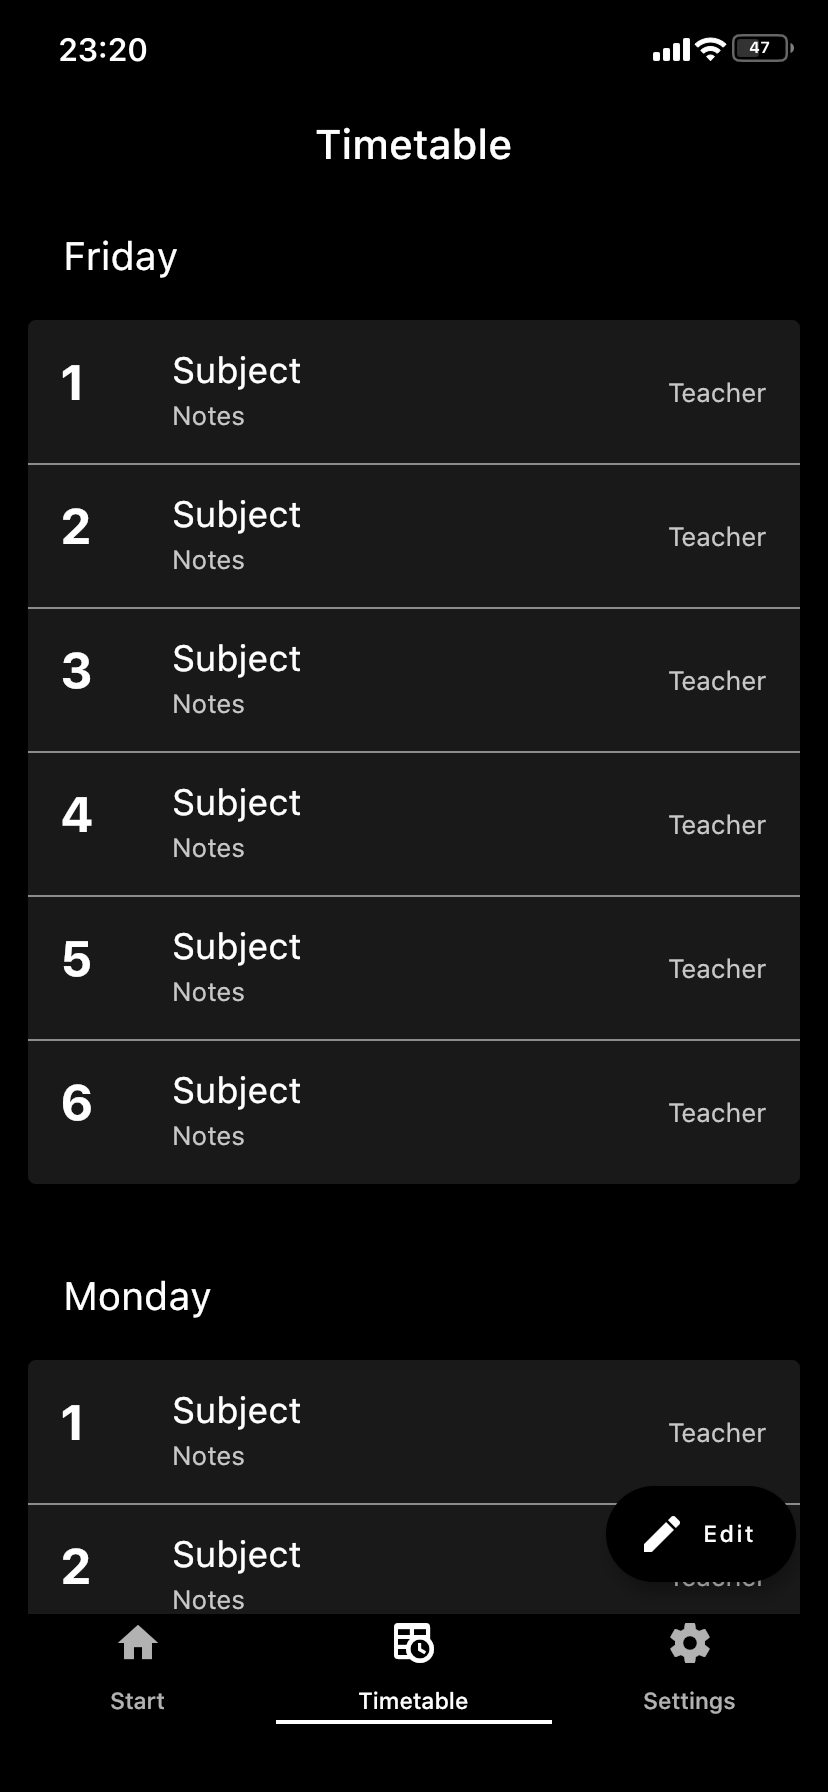 23:20
47
Timetable
Friday
1
Subject
Notes
Teacher
2
Subject
Notes
Teacher
3
Subject
Notes
Teacher
4
Subject
Notes
Teacher
5
Subject
Notes
Teacher
6
Subject
Notes
Teacher
Monday
1
Subject
Notes
Teacher
2
Subject
Notes
Edit
Start
Timetable
Settings